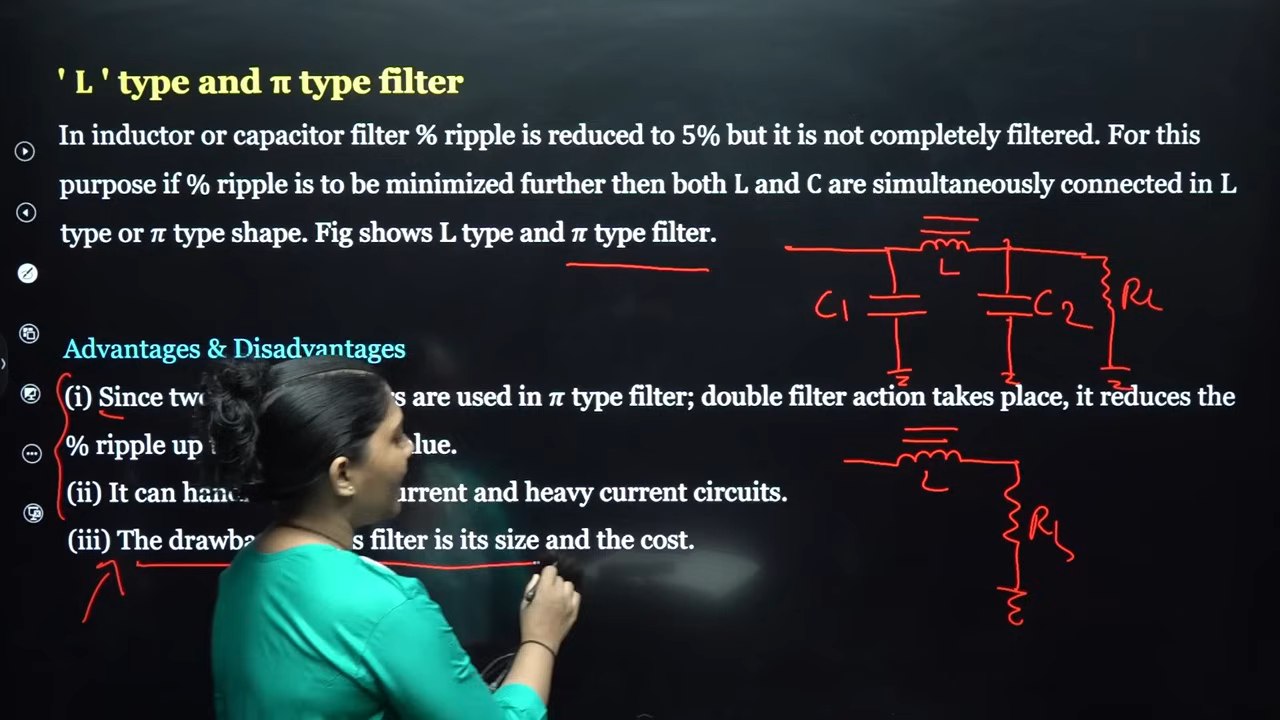 ' L ' type and π type filter
In inductor or capacitor filter % ripple is reduced to 5% but it is not completely filtered. For this
purpose if % ripple is to be minimized further then both L and C are simultaneously connected in L
type or π type shape. Fig shows L type and π type filter.
L
C1
C2
RL
Advantages & Disadvantages
(i) Since two are used in π type filter; double filter action takes place, it reduces the
% ripple up
(ii) It can and heavy current circuits.
(iii) The filter is its size and the cost.
L
RL